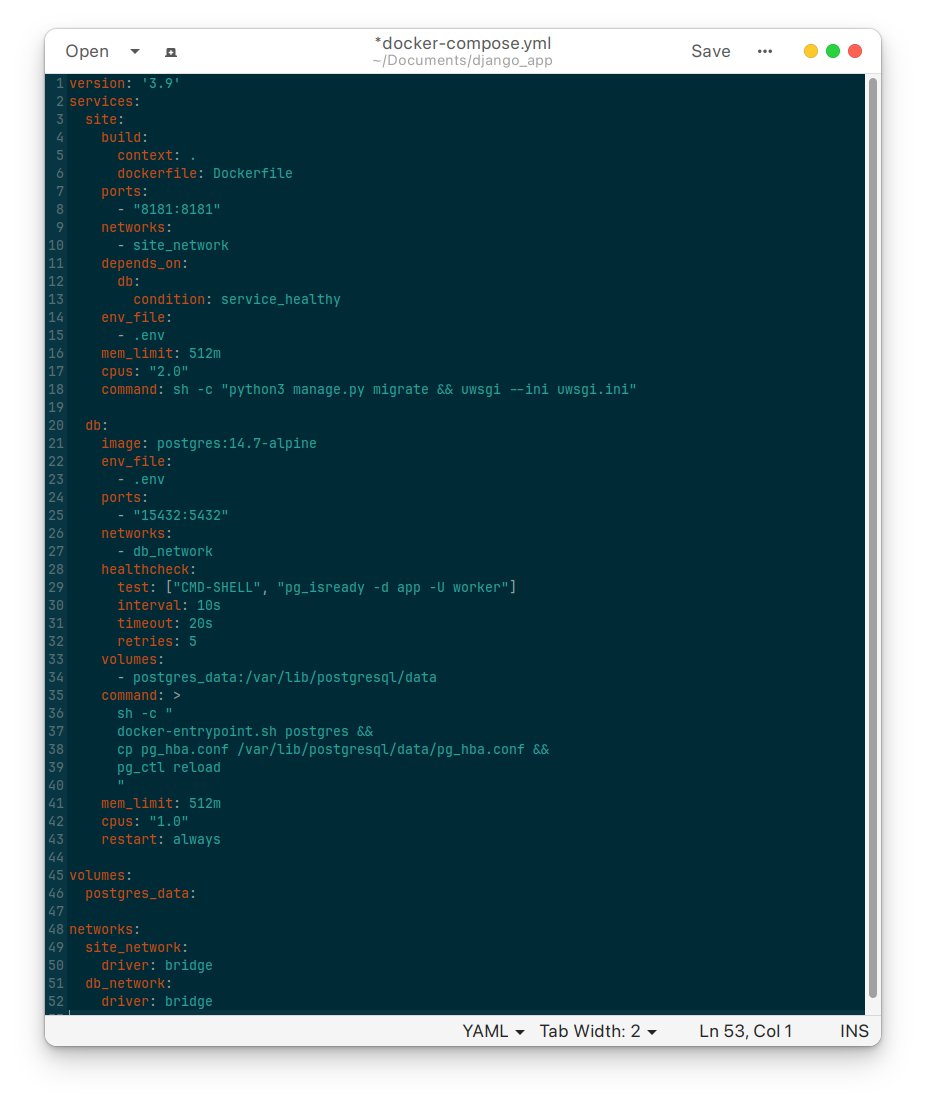 Open
*docker-compose.yml
~/Documents/django_app
Save
1 version: '3.9'
2 services:
3   site:
4     build:
5       context: .
6       dockerfile: Dockerfile
7     ports:
8       - "8181:8181"
9     networks:
10       - site_network
11     depends_on:
12       db:
13         condition: service_healthy
14     env_file:
15       - .env
16     mem_limit: 512m
17     cpus: "2.0"
18     command: sh -c "python3 manage.py migrate && uwsgi --ini uwsgi.ini"
19
20   db:
21     image: postgres:14.7-alpine
22     env_file:
23       - .env
24     ports:
25       - "15432:5432"
26     networks:
27       - db_network
28     healthcheck:
29       test: ["CMD-SHELL", "pg_isready -d app -U worker"]
30       interval: 10s
31       timeout: 20s
32       retries: 5
33     volumes:
34       - postgres_data:/var/lib/postgresql/data
35     command: >
36       sh -c "
37       docker-entrypoint.sh postgres &&
38       cp pg_hba.conf /var/lib/postgresql/data/pg_hba.conf &&
39       pg_ctl reload
40       "
41     mem_limit: 512m
42     cpus: "1.0"
43     restart: always
44
45 volumes:
46   postgres_data:
47
48 networks:
49   site_network:
50     driver: bridge
51   db_network:
52     driver: bridge
YAML Tab Width: 2 Ln 53, Col 1 INS